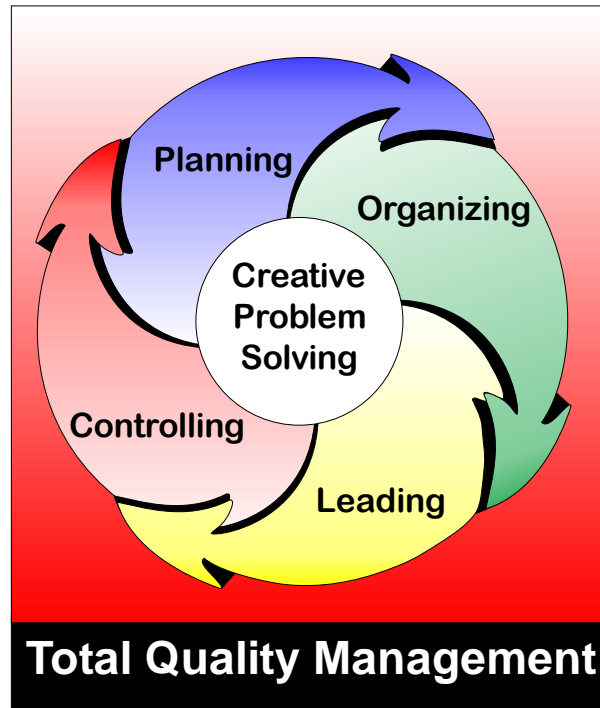 Planning
Organizing
Creative
Problem
Solving
Controlling
Leading
Total Quality Management